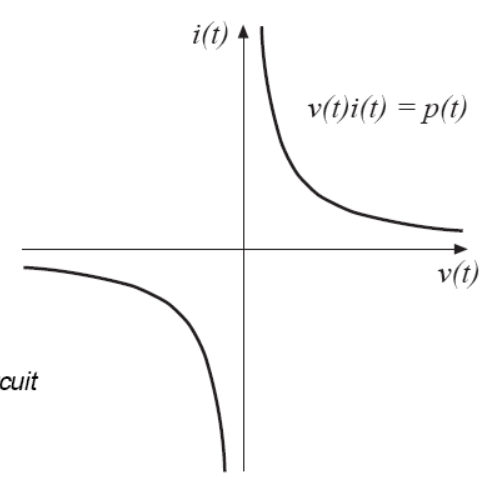 i(t)
v(t)i(t) = p(t)
v(t)
cuit